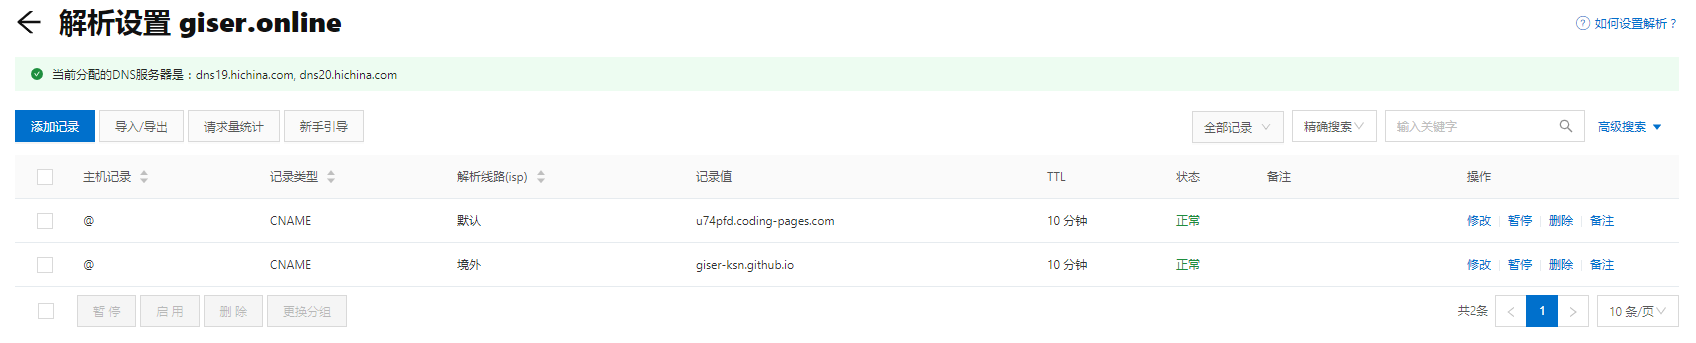 解析设置 giser.online
如何设置解析？
当前分配的DNS服务器是：dns19.hichina.com, dns20.hichina.com
添加记录 导入/导出 请求量统计 新手引导 全部记录 精确搜索 输入关键字 高级搜索
主机记录 记录类型 解析线路(isp) 记录值 TTL 状态 备注 操作
@ CNAME 默认 u74pfd.coding-pages.com 10 分钟 正常 修改 暂停 删除 备注
@ CNAME 境外 giser-ksn.github.io 10 分钟 正常 修改 暂停 删除 备注
暂停 启用 删除 更换分组 共2条 1 10 条/页